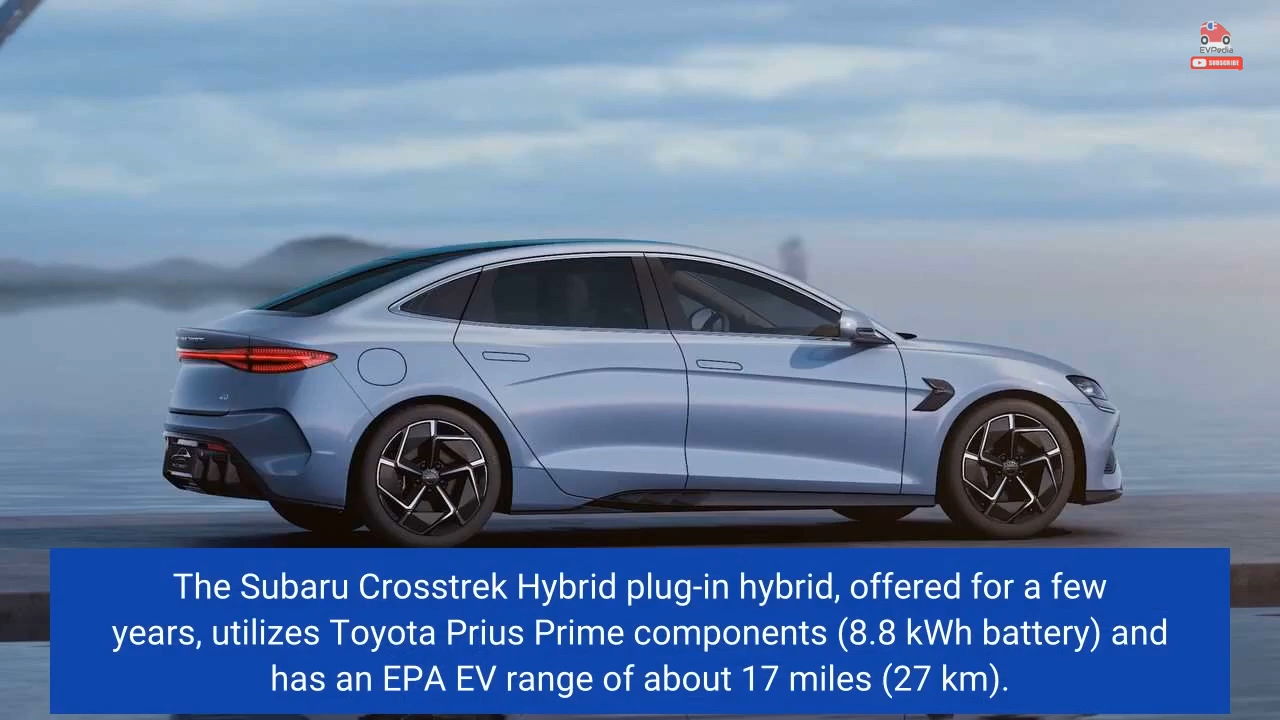 EVPedia
SUBSCRIBE
The Subaru Crosstrek Hybrid plug-in hybrid, offered for a few
years, utilizes Toyota Prius Prime components (8.8 kWh battery) and
has an EPA EV range of about 17 miles (27 km).